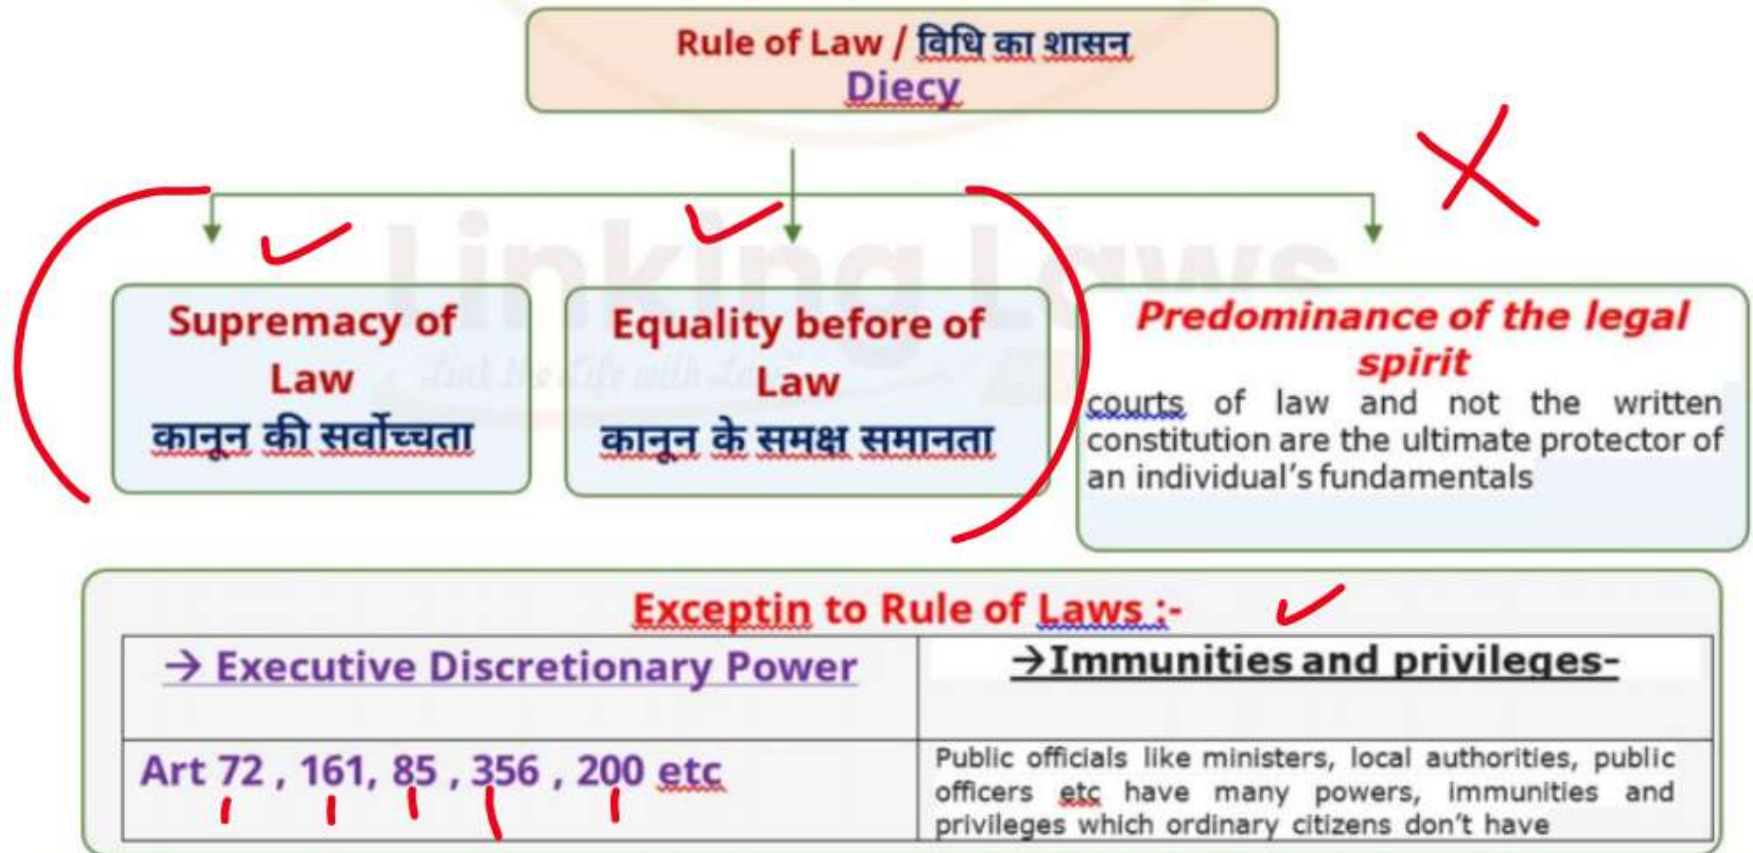 Rule of Law / विधि का शासन
Diecy
Linking Laws
Supremacy of
Law
कानून की सर्वोच्चता
Equality before of
Law
कानून के समक्ष समानता
Predominance of the legal
spirit
courts of law and not the written
constitution are the ultimate protector of
an individual’s fundamentals
Exceptin to Rule of Laws :-
→ Executive Discretionary Power
→Immunities and privileges-
Art 72 , 161, 85 , 356 , 200 etc
Public officials like ministers, local authorities, public
officers etc have many powers, immunities and
privileges which ordinary citizens don’t have